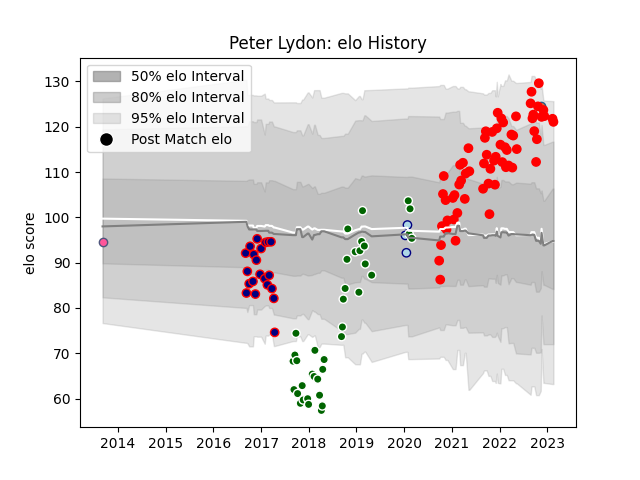 Peter Lydon: elo History
50% elo Interval
80% elo Interval
95% elo Interval
Post Match elo
elo score
130
120
110
100
90
80
70
60
2014 2015 2016 2017 2018 2019 2020 2021 2022 2023